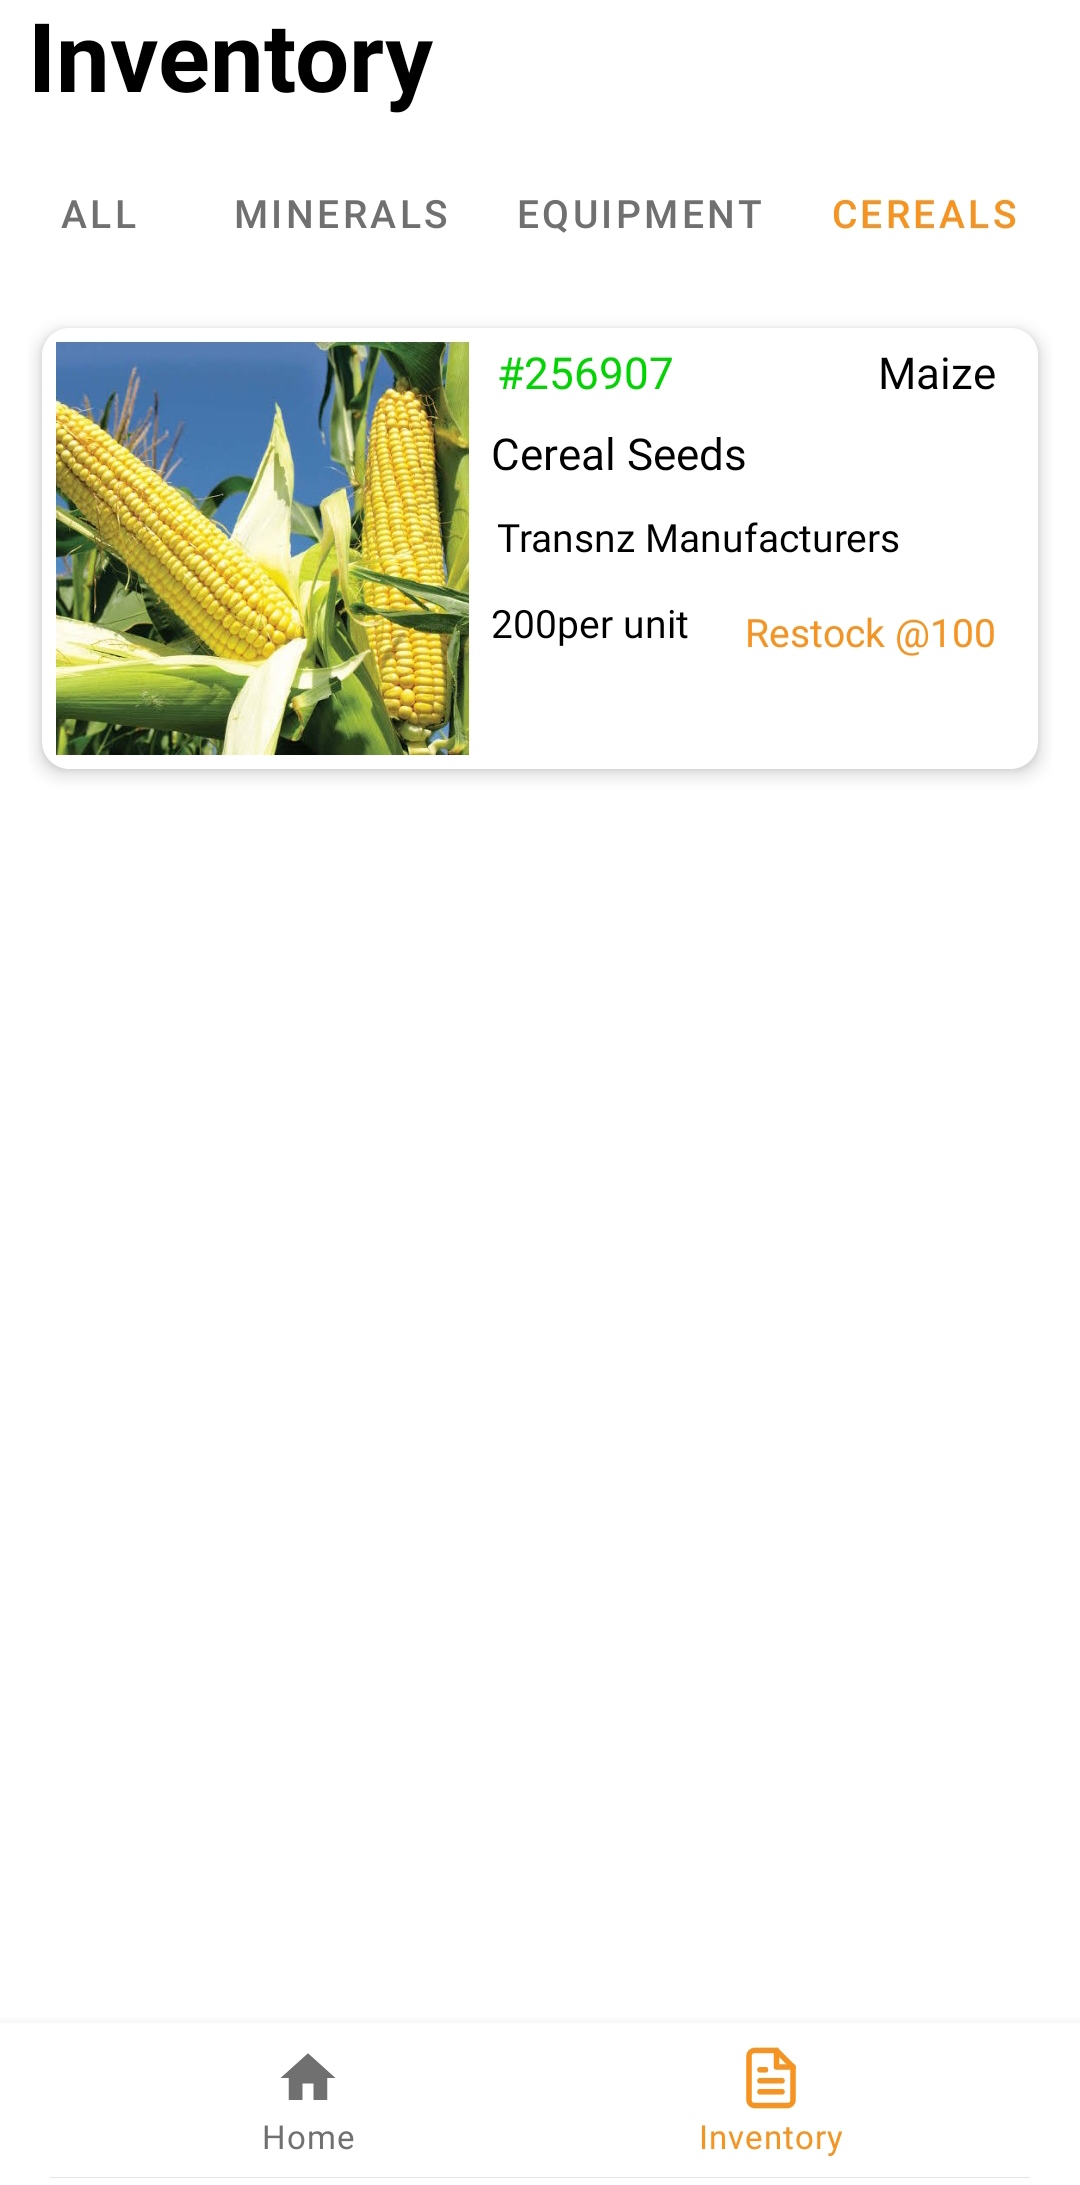 Inventory
ALL MINERALS EQUIPMENT CEREALS
#256907 Maize
Cereal Seeds
Transnz Manufacturers
200per unit Restock @100
Home Inventory